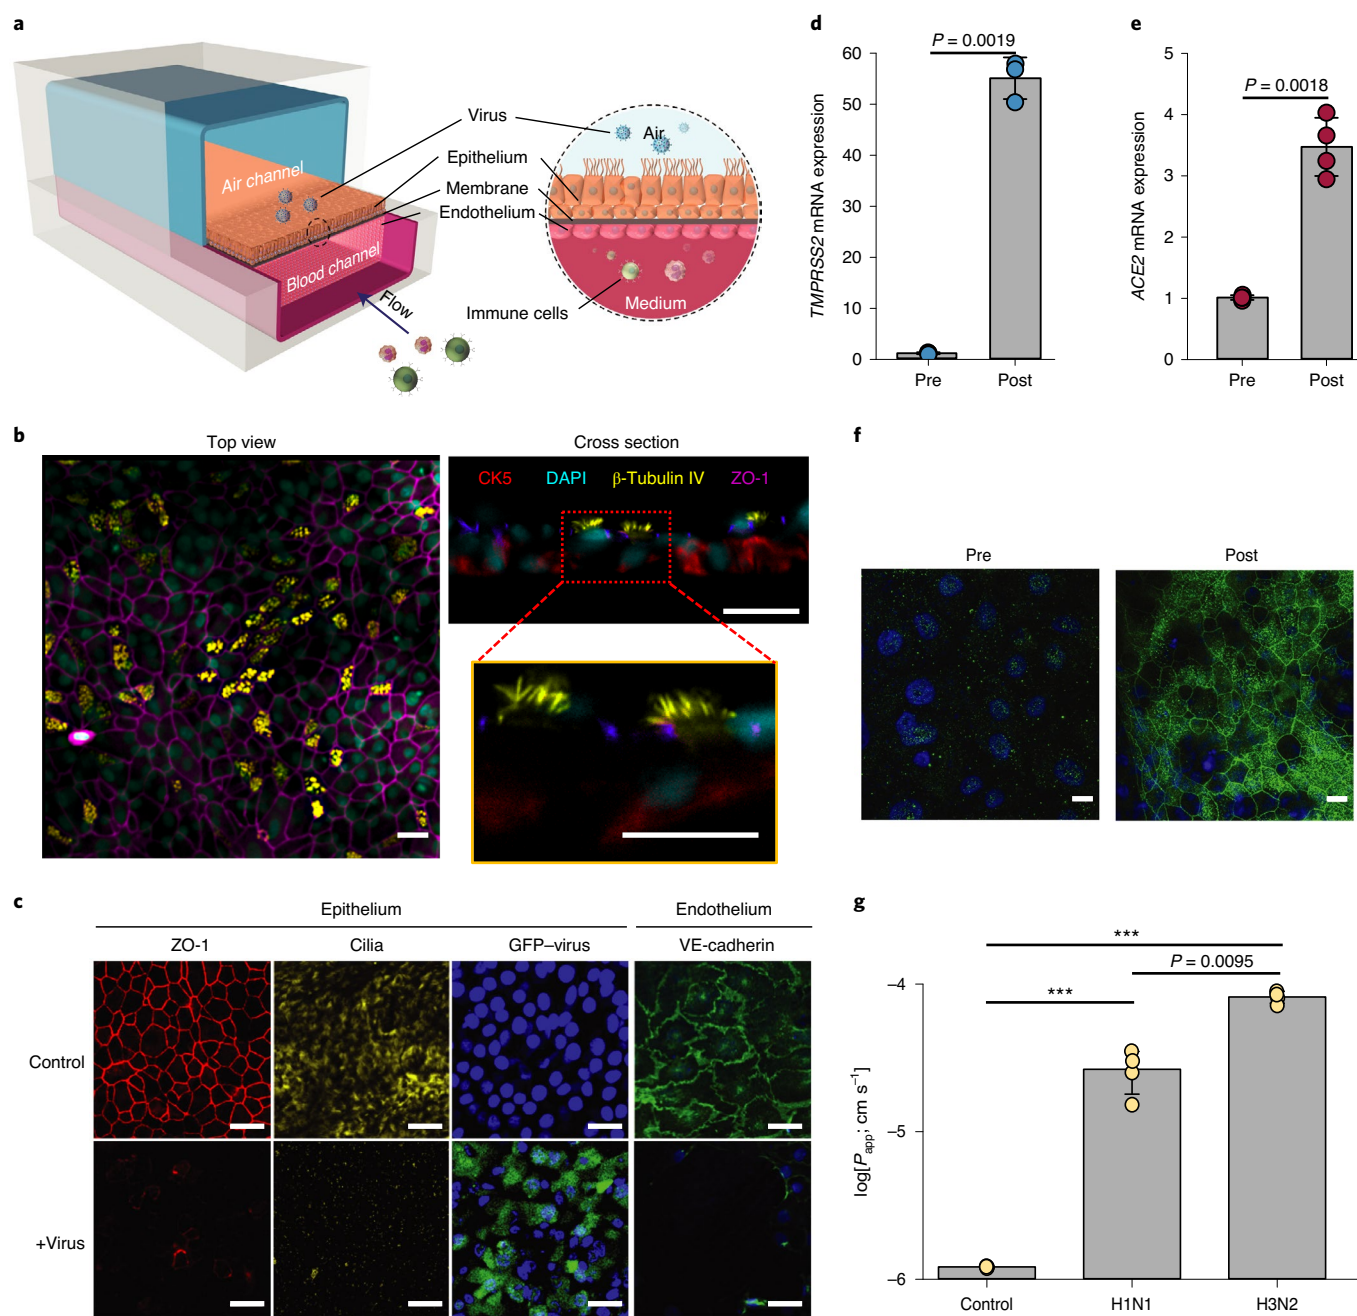 a
Air channel
Blood channel
Flow
Virus
Epithelium
Membrane
Endothelium
Immune cells
Air
Medium
d
TMPRSS2 mRNA expression
60
50
40
30
20
10
0
P = 0.0019
Pre
Post
e
ACE2 mRNA expression
5
4
3
2
1
0
P = 0.0018
Pre
Post
b
Top view
Cross section
CK5 DAPI β-Tubulin IV ZO-1
f
Pre
Post
c
Epithelium
Endothelium
ZO-1
Cilia
GFP–virus
VE-cadherin
Control
+Virus
g
log[Papp; cm s⁻¹]
–4
–5
–6
***
***
P = 0.0095
Control
H1N1
H3N2